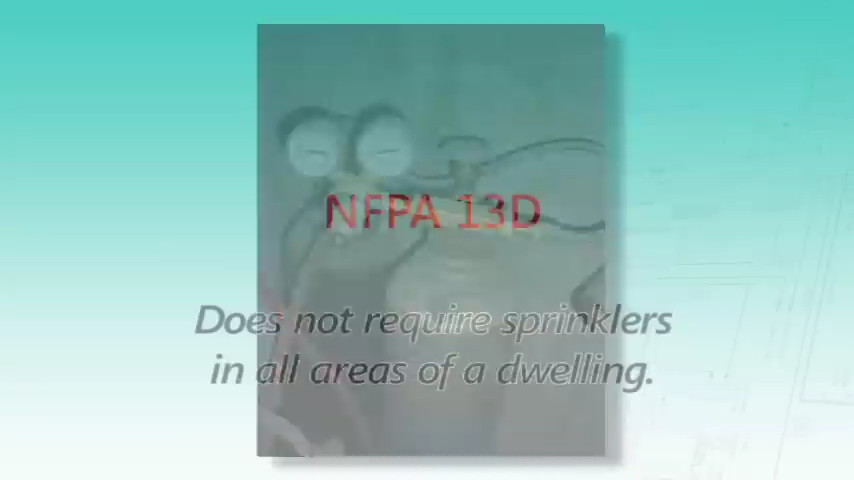 NFPA 13D
Does not require sprinklers
in all areas of a dwelling.